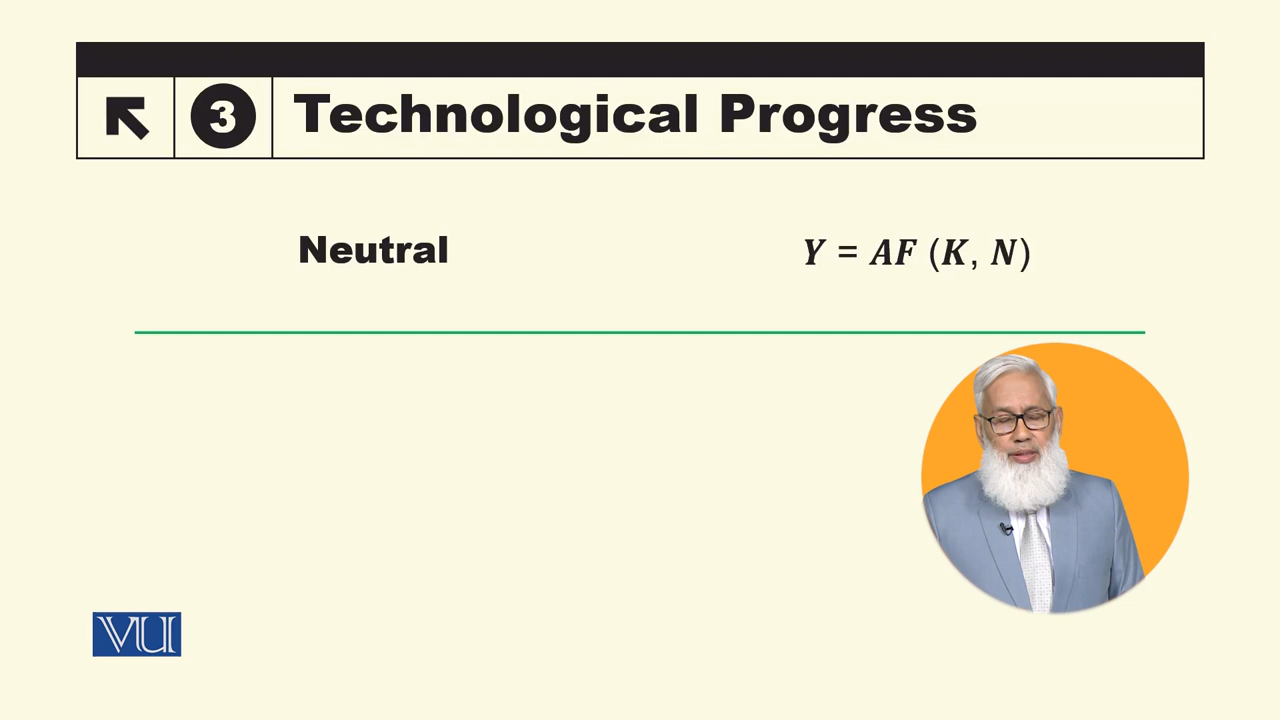 3 Technological Progress
Neutral Y = AF (K, N)
VU